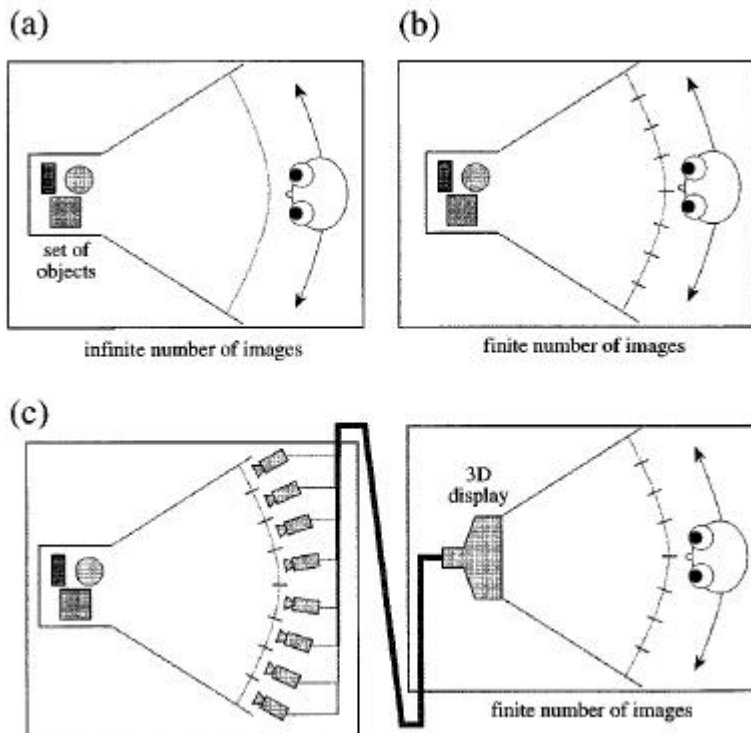 (a)
(b)
set of
objects
infinite number of images
finite number of images
(c)
3D
display
finite number of images